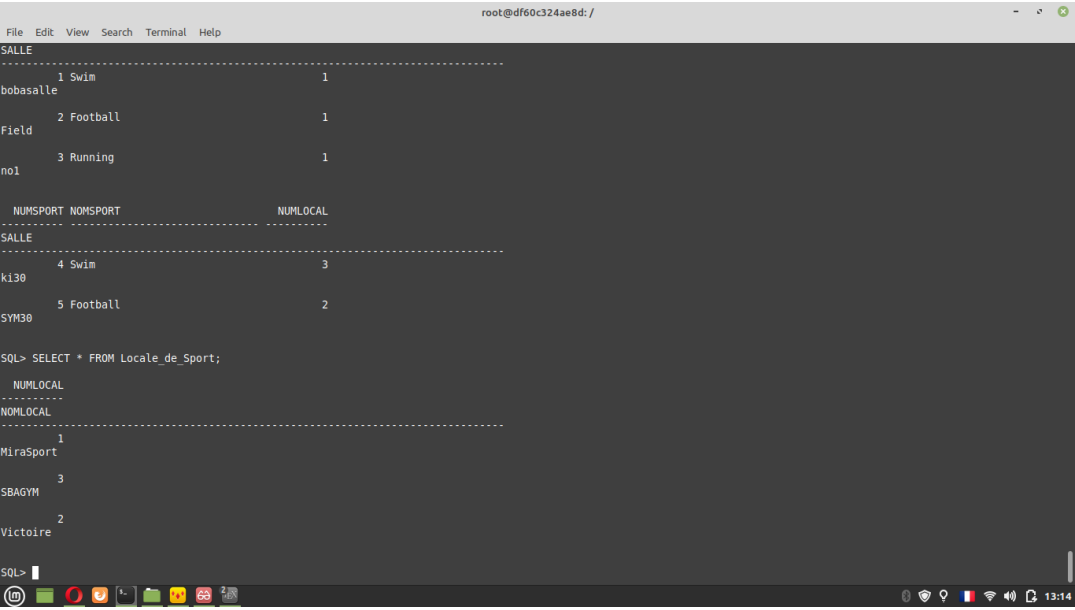 root@df60c324ae8d: /
File Edit View Search Terminal Help
SALLE
--------------------------------------------------------------------------------
1 Swim 1
bobasalle
2 Football 1
Field
3 Running 1
no1
NUMSPORT NOMSPORT NUMLOCAL
---------- ------------------------------ ----------
SALLE
--------------------------------------------------------------------------------
4 Swim 3
ki30
5 Football 2
SYM30
SQL> SELECT * FROM Locale_de_Sport;
NUMLOCAL
----------
NOMLOCAL
--------------------------------------------------------------------------------
1
MiraSport
3
SBAGYM
2
Victoire
SQL>
2
13:14